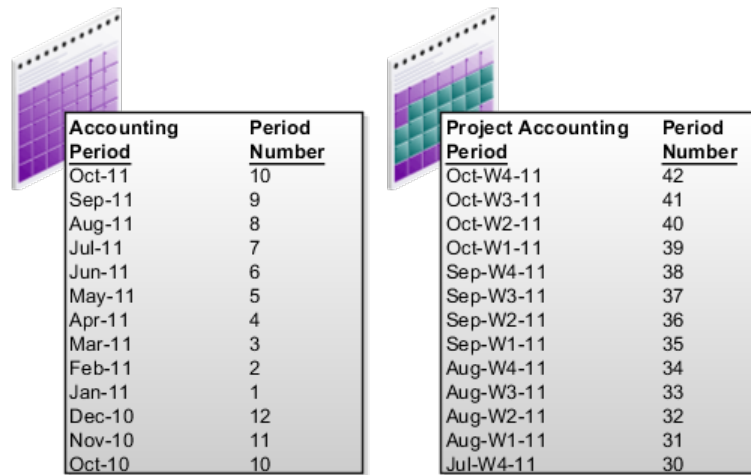 Accounting Period Period Number
Oct-11 10
Sep-11 9
Aug-11 8
Jul-11 7
Jun-11 6
May-11 5
Apr-11 4
Mar-11 3
Feb-11 2
Jan-11 1
Dec-10 12
Nov-10 11
Oct-10 10
Project Accounting Period Period Number
Oct-W4-11 42
Oct-W3-11 41
Oct-W2-11 40
Oct-W1-11 39
Sep-W4-11 38
Sep-W3-11 37
Sep-W2-11 36
Sep-W1-11 35
Aug-W4-11 34
Aug-W3-11 33
Aug-W2-11 32
Aug-W1-11 31
Jul-W4-11 30